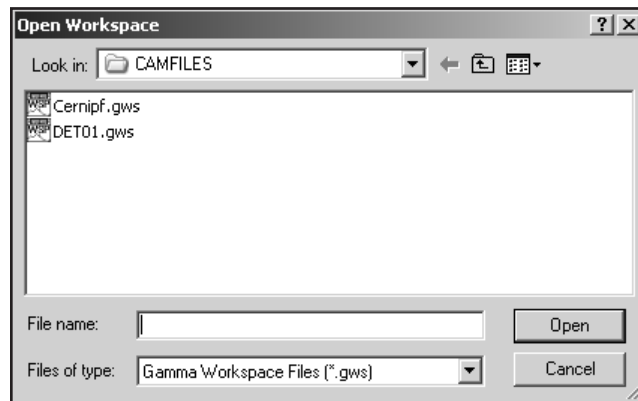 Open Workspace
Look in: CAMFILES
Cernipf.gws
DET01.gws
File name:
Open
Files of type: Gamma Workspace Files (*.gws)
Cancel